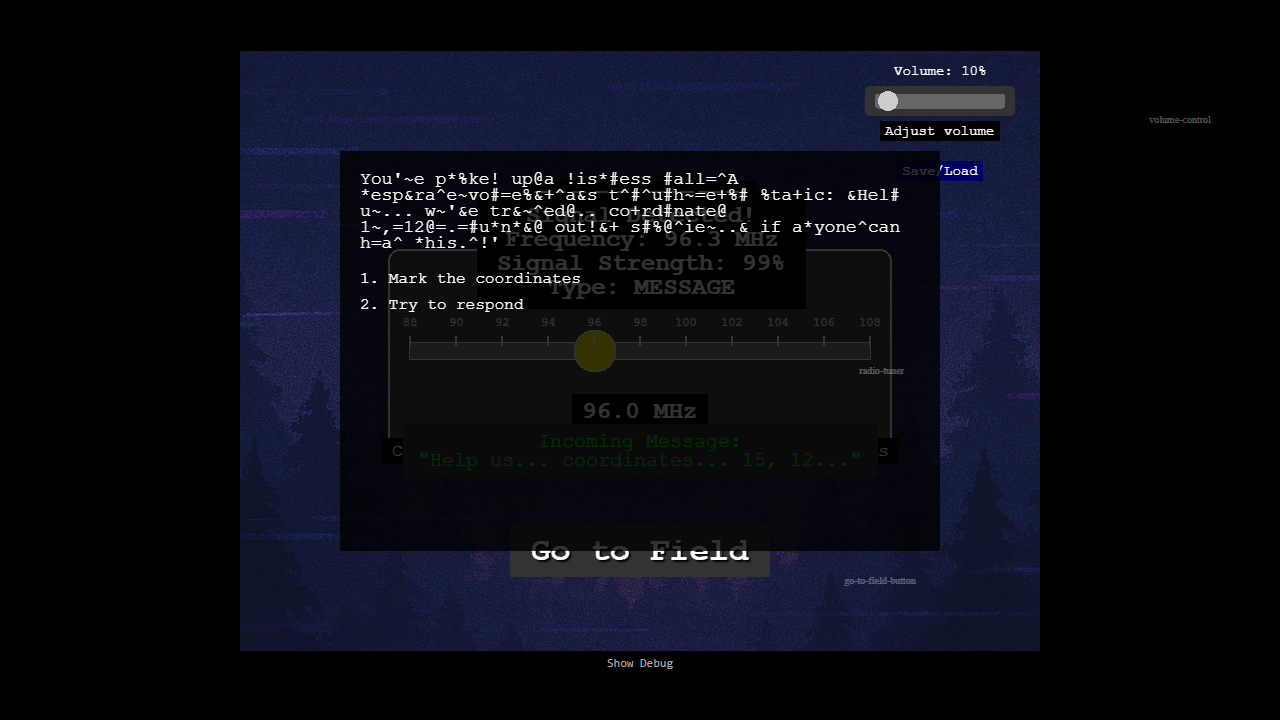 Volume: 10%
volume-control
Adjust volume
Save/Load
You'~e p*%ke! up@a !is*#ess #all=^A
*esp&ra^e~vo#=e%&+^a&s t^#^u#h~=e+%# %ta+ic: &Hel#
u~... w~'&e tr&~^ed@.. co+rd#nate@
1~,=12@=.=#u*n*&@ out!&+ s#%@^ie~..& if a*yone^can
h=a^ *his.^!'
Signal Detected!
Frequency: 96.3 MHz
Signal Strength: 99%
Type: MESSAGE
1. Mark the coordinates
2. Try to respond
88 90 92 94 96 98 100 102 104 106 108
radio-tuner
96.0 MHz
Incoming Message:
"Help us... coordinates... 15, 12..."
Go to Field
go-to-field-button
Show Debug